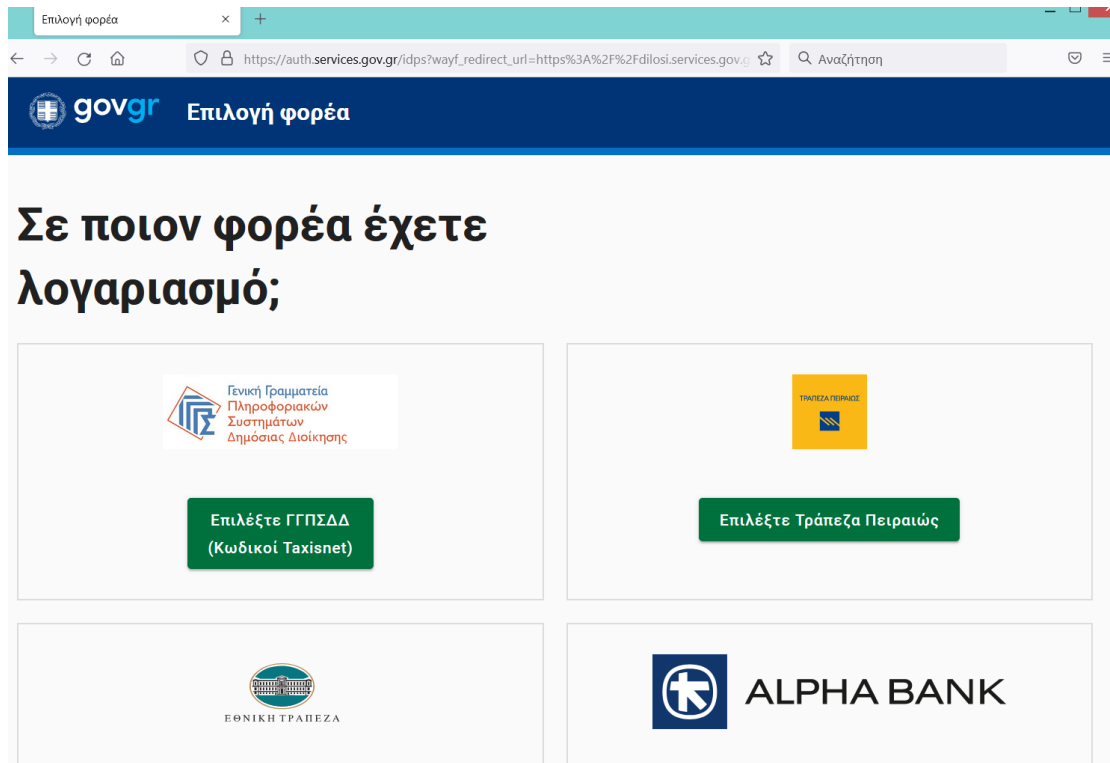 Επιλογή φορέα
https://auth.services.gov.gr/idps?wayf_redirect_url=https%3A%2F%2Fdilosi.services.gov.g
Αναζήτηση
govgr Επιλογή φορέα
Σε ποιον φορέα έχετε
λογαριασμό;
Γενική Γραμματεία
Πληροφοριακών
Συστημάτων
Δημόσιας Διοίκησης
ΤΡΑΠΕΖΑ ΠΕΙΡΑΙΩΣ
Επιλέξτε ΓΓΠΣΔΔ
(Κωδικοί Taxisnet)
Επιλέξτε Τράπεζα Πειραιώς
ΕΘΝΙΚΗ ΤΡΑΠΕΖΑ
ALPHA BANK